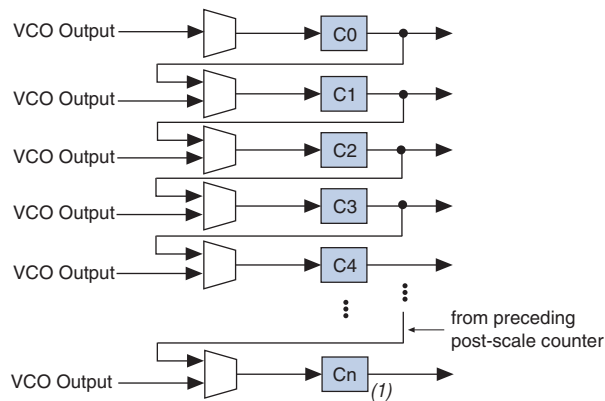 VCO Output
C0
VCO Output
C1
VCO Output
C2
VCO Output
C3
VCO Output
C4
from preceding
post-scale counter
VCO Output
Cn
(1)